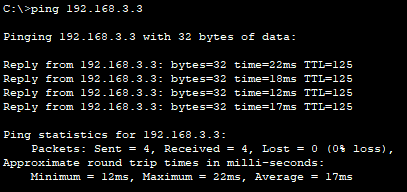 C:\>ping 192.168.3.3
Pinging 192.168.3.3 with 32 bytes of data:
Reply from 192.168.3.3: bytes=32 time=22ms TTL=125
Reply from 192.168.3.3: bytes=32 time=18ms TTL=125
Reply from 192.168.3.3: bytes=32 time=12ms TTL=125
Reply from 192.168.3.3: bytes=32 time=17ms TTL=125
Ping statistics for 192.168.3.3:
Packets: Sent = 4, Received = 4, Lost = 0 (0% loss),
Approximate round trip times in milli-seconds:
Minimum = 12ms, Maximum = 22ms, Average = 17ms